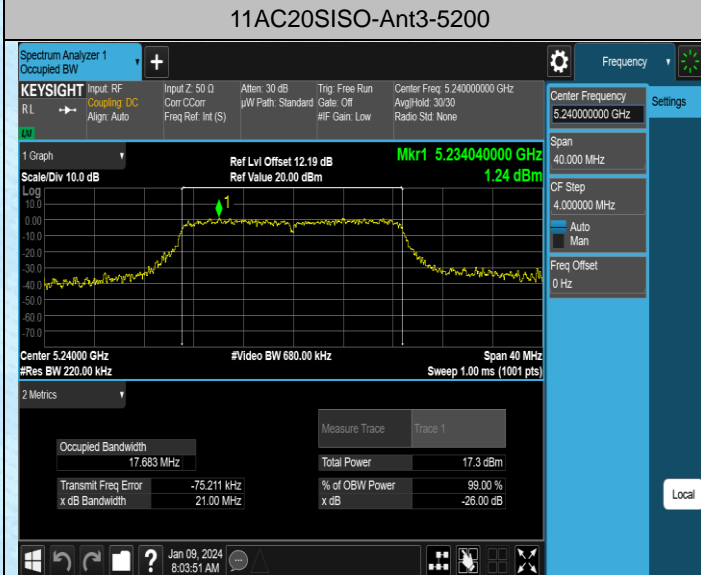 11AC20SISO-Ant3-5200
Spectrum Analyzer 1
Occupied BW
+
Frequency
KEYSIGHT
RL
LXI
Input: RF
Coupling: DC
Align: Auto
Input Z: 50 Ω
Corr CCorr
Freq Ref: Int (S)
Atten: 30 dB
µW Path: Standard
Trig: Free Run
Gate: Off
#IF Gain: Low
Center Freq: 5.240000000 GHz
Avg|Hold: 30/30
Radio Std: None
Center Frequency
5.240000000 GHz
Settings
Span
40.000 MHz
CF Step
4.000000 MHz
Auto
Man
Freq Offset
0 Hz
1 Graph
Scale/Div 10.0 dB
Ref Lvl Offset 12.19 dB
Ref Value 20.00 dBm
Mkr1 5.234040000 GHz
1.24 dBm
Log
10.0
0.00
-10.0
-20.0
-30.0
-40.0
-50.0
-60.0
-70.0
1
Center 5.24000 GHz
#Res BW 220.00 kHz
#Video BW 680.00 kHz
Span 40 MHz
Sweep 1.00 ms (1001 pts)
2 Metrics
Measure Trace Trace 1
Occupied Bandwidth
17.683 MHz
Total Power 17.3 dBm
Transmit Freq Error -75.211 kHz
% of OBW Power 99.00 %
x dB Bandwidth 21.00 MHz
x dB -26.00 dB
Local
?
Jan 09, 2024
8:03:51 AM